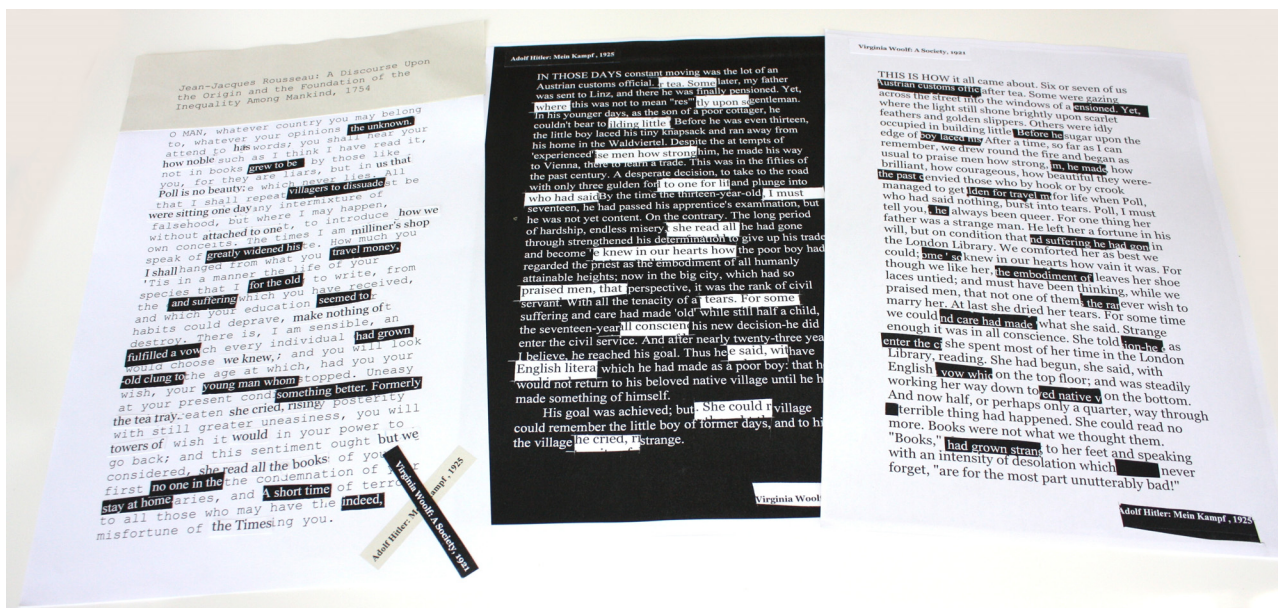 Jean-Jacques Rousseau: A Discourse Upon
the Origin and the Foundation of the
Inequality Among Mankind, 1754
O MAN, whatever country you may belong
to, whatever your opinions the unknown.
attend to has words; you shall hear your
how noble such as I think I have read it,
not in books grew to be by those like
you, for they are liars, but in us that
Poll is no beauty: e which never lies. All
that I shall repeat villagers to dissuade st be
were sitting one day ny intermixture of
falsehood, but where I may happen,
without attached to one t, to introduce how we
own conceits. The times I am milliner's shop
speak of greatly widened his te. How much you
I shall hanged from what you travel money,
'Tis in a manner the life of your
species that I for the old to write, from
the and suffering which you have received,
and which your education seemed to r
habits could deprave, make nothing of t
destroy. There is, I am sensible, an
fulfilled a vow ch every individual had grown
would choose we knew, ; and you will look
-old clung to the age at which, had you your
wish, your young man whom stopped. Uneasy
at your present cond something better. Formerly
the tea tray. eaten she cried, rising posterity
with still greater uneasiness, you will
towers of wish it would in your power to
go back; and this sentiment ought but we
considered, she read all the books of you
first no one in the the condemnation of
stay at home aries, and A short time of terro
to all those who may have the indeed,
misfortune of the Times ing you.
Virginia Woolf: A Society, 1921
Adolf Hitler: M ampf, 1925
Adolf Hitler: Mein Kampf , 1925
IN THOSE DAYS constant moving was the lot of an
Austrian customs official. r tea. Some later, my father
was sent to Linz, and there he was finally pensioned. Yet,
where this was not to mean "res" tly upon s gentleman.
In his younger days, as the son of a poor cottager, he
couldn't bear to ilding little Before he was even thirteen,
the little boy laced his tiny knapsack and ran away from
his home in the Waldviertel. Despite the at temps of
'experienced' ise men how strong him, he made his way
to Vienna, there to learn a trade. This was in the fifties of
the past century. A desperate decision, to take to the road
with only three gulden for l to one for lif and plunge into
who had said By the time the thirteen-year-old , I must
seventeen, he had passed his apprentice's examination, but
he was not yet content. On the contrary. The long period
of hardship, endless misery, she read all he had gone
through strengthened his determination to give up his trade
and become ' e knew in our hearts how the poor boy had
regarded the priest as the embodiment of all humanly
attainable heights; now in the big city, which had so
praised men, that perspective, it was the rank of civil
servant. With all the tenacity of a tears. For some
suffering and care had made 'old' while still half a child,
the seventeen-year all conscien his new decision-he did
enter the civil service. And after nearly twenty-three yea
I believe, he reached his goal. Thus he e said, wi have
English litera which he had made as a poor boy: that he
would not return to his beloved native village until he h
made something of himself.
His goal was achieved; but . She could r village
could remember the little boy of former days, and to hi
the village he cried, ri strange.
Virginia Wool
Virginia Woolf: A Society, 1921
THIS IS HOW it all came about. Six or seven of us
Austrian customs offic after tea. Some were gazing
across the street into the windows of a ensioned. Yet,
where the light still shone brightly upon scarlet
feathers and golden slippers. Others were idly
occupied in building little Before he sugar upon the
edge of boy laced his After a time, so far as I can
remember, we drew round the fire and began as
usual to praise men how strong, m, he made how
brilliant, how courageous, how beautiful they were-
the past c envied those who by hook or by crook
managed to get lden for travel m for life when Poll,
who had said nothing, burst into tears. Poll, I must
tell you, , he always been queer. For one thing her
father was a strange man. He left her a fortune in his
will, but on condition that nd suffering he had gon in
the London Library. We comforted her as best we
could; ome ' so knew in our hearts how vain it was. For
though we like her, the embodiment of leaves her shoe
laces untied; and must have been thinking, while we
praised men, that not one of them the ran ever wish to
marry her. At last she dried her tears. For some time
we could nd care had made what she said. Strange
enough it was in all conscience. She told ion-he , as
enter the ci she spent most of her time in the London
Library, reading. She had begun, she said, with
English vow whic on the top floor; and was steadily
working her way down to ed native v on the bottom.
And now half, or perhaps only a quarter, way through
terrible thing had happened. She could read no
more. Books were not what we thought them.
"Books," had grown strang to her feet and speaking
with an intensity of desolation which never
forget, "are for the most part unutterably bad!"
Adolf Hitler: Mein Kampf , 1925